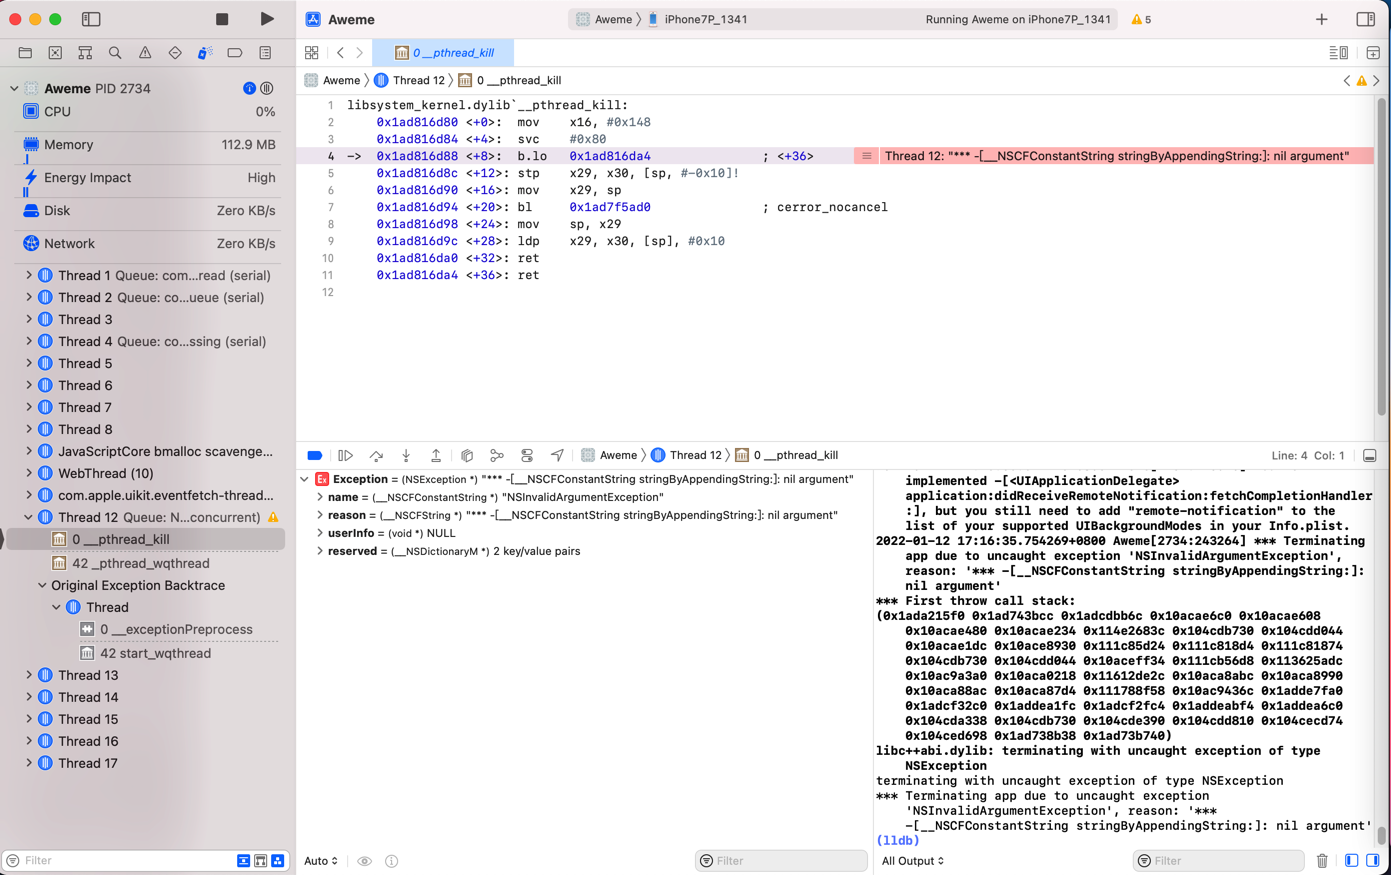 Aweme
Aweme 〉 iPhone7P_1341
Running Aweme on iPhone7P_1341
5
0 __pthread_kill
Aweme 〉 Thread 12 〉 0 __pthread_kill
Aweme PID 2734
CPU 0%
Memory 112.9 MB
Energy Impact High
Disk Zero KB/s
Network Zero KB/s
Thread 1 Queue: com...read (serial)
Thread 2 Queue: co...ueue (serial)
Thread 3
Thread 4 Queue: co...ssing (serial)
Thread 5
Thread 6
Thread 7
Thread 8
JavaScriptCore bmalloc scavenge...
WebThread (10)
com.apple.uikit.eventfetch-thread...
Thread 12 Queue: N...concurrent)
0 __pthread_kill
42 _pthread_wqthread
Original Exception Backtrace
Thread
0 __exceptionPreprocess
42 start_wqthread
Thread 13
Thread 14
Thread 15
Thread 16
Thread 17
Filter
1 libsystem_kernel.dylib`__pthread_kill:
2 0x1ad816d80 <+0>: mov x16, #0x148
3 0x1ad816d84 <+4>: svc #0x80
4 -> 0x1ad816d88 <+8>: b.lo 0x1ad816da4 ; <+36>
Thread 12: "*** -[__NSCFConstantString stringByAppendingString:]: nil argument"
5 0x1ad816d8c <+12>: stp x29, x30, [sp, #-0x10]!
6 0x1ad816d90 <+16>: mov x29, sp
7 0x1ad816d94 <+20>: bl 0x1ad7f5ad0 ; cerror_nocancel
8 0x1ad816d98 <+24>: mov sp, x29
9 0x1ad816d9c <+28>: ldp x29, x30, [sp], #0x10
10 0x1ad816da0 <+32>: ret
11 0x1ad816da4 <+36>: ret
12
Aweme 〉 Thread 12 〉 0 __pthread_kill
Line: 4 Col: 1
Ex Exception = (NSException *) "*** -[__NSCFConstantString stringByAppendingString:]: nil argument"
name = (__NSCFConstantString *) "NSInvalidArgumentException"
reason = (__NSCFString *) "*** -[__NSCFConstantString stringByAppendingString:]: nil argument"
userInfo = (void *) NULL
reserved = (__NSDictionaryM *) 2 key/value pairs
Auto
Filter
implemented -[<UIApplicationDelegate>
application:didReceiveRemoteNotification:fetchCompletionHandler
:], but you still need to add "remote-notification" to the
list of your supported UIBackgroundModes in your Info.plist.
2022-01-12 17:16:35.754269+0800 Aweme[2734:243264] *** Terminating
app due to uncaught exception 'NSInvalidArgumentException',
reason: '*** -[__NSCFConstantString stringByAppendingString:]:
nil argument'
*** First throw call stack:
(0x1ada215f0 0x1ad743bcc 0x1adcdbb6c 0x10acae6c0 0x10acae608
0x10acae480 0x10acae234 0x114e2683c 0x104cdb730 0x104cdd044
0x10acae1dc 0x10ace8930 0x111c85d24 0x111c818d4 0x111c81874
0x104cdb730 0x104cdd044 0x10aceff34 0x111cb56d8 0x113625adc
0x10ac9a3a0 0x10aca0218 0x11612de2c 0x10aca8abc 0x10aca8990
0x10aca88ac 0x10aca87d4 0x111788f58 0x10ac9436c 0x1adde7fa0
0x1adcf32c0 0x1addea1fc 0x1adcf2fc4 0x1addeabf4 0x1addea6c0
0x104cda338 0x104cdb730 0x104cde390 0x104cdd810 0x104cecd74
0x104ced698 0x1ad738b38 0x1ad73b740)
libc++abi.dylib: terminating with uncaught exception of type
NSException
terminating with uncaught exception of type NSException
*** Terminating app due to uncaught exception
'NSInvalidArgumentException', reason: '***
-[__NSCFConstantString stringByAppendingString:]: nil argument'
(lldb)
All Output
Filter